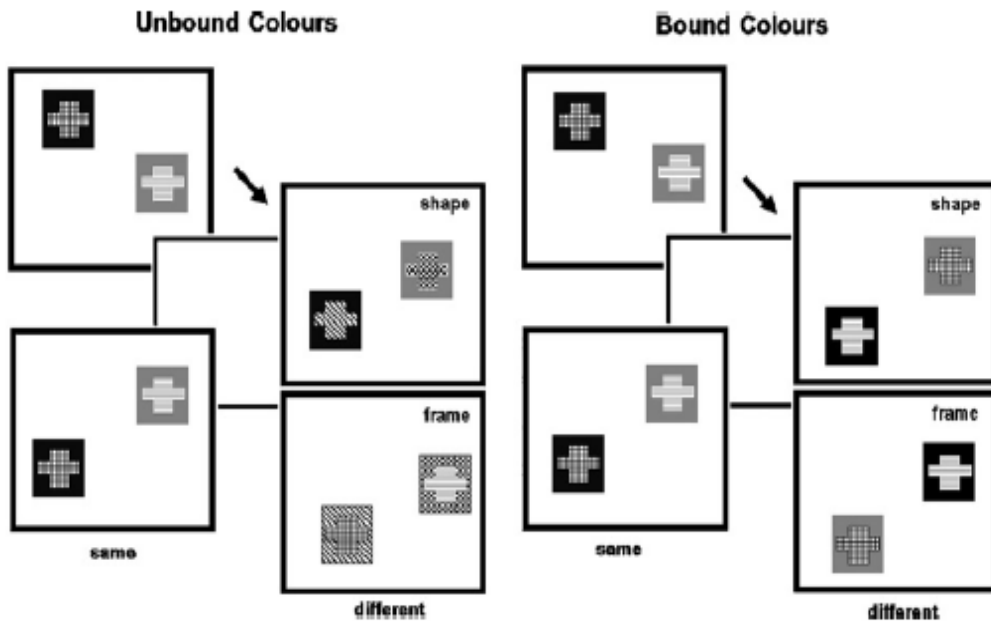 Unbound Colours
Bound Colours
shape
shape
frame
frame
same
same
different
different